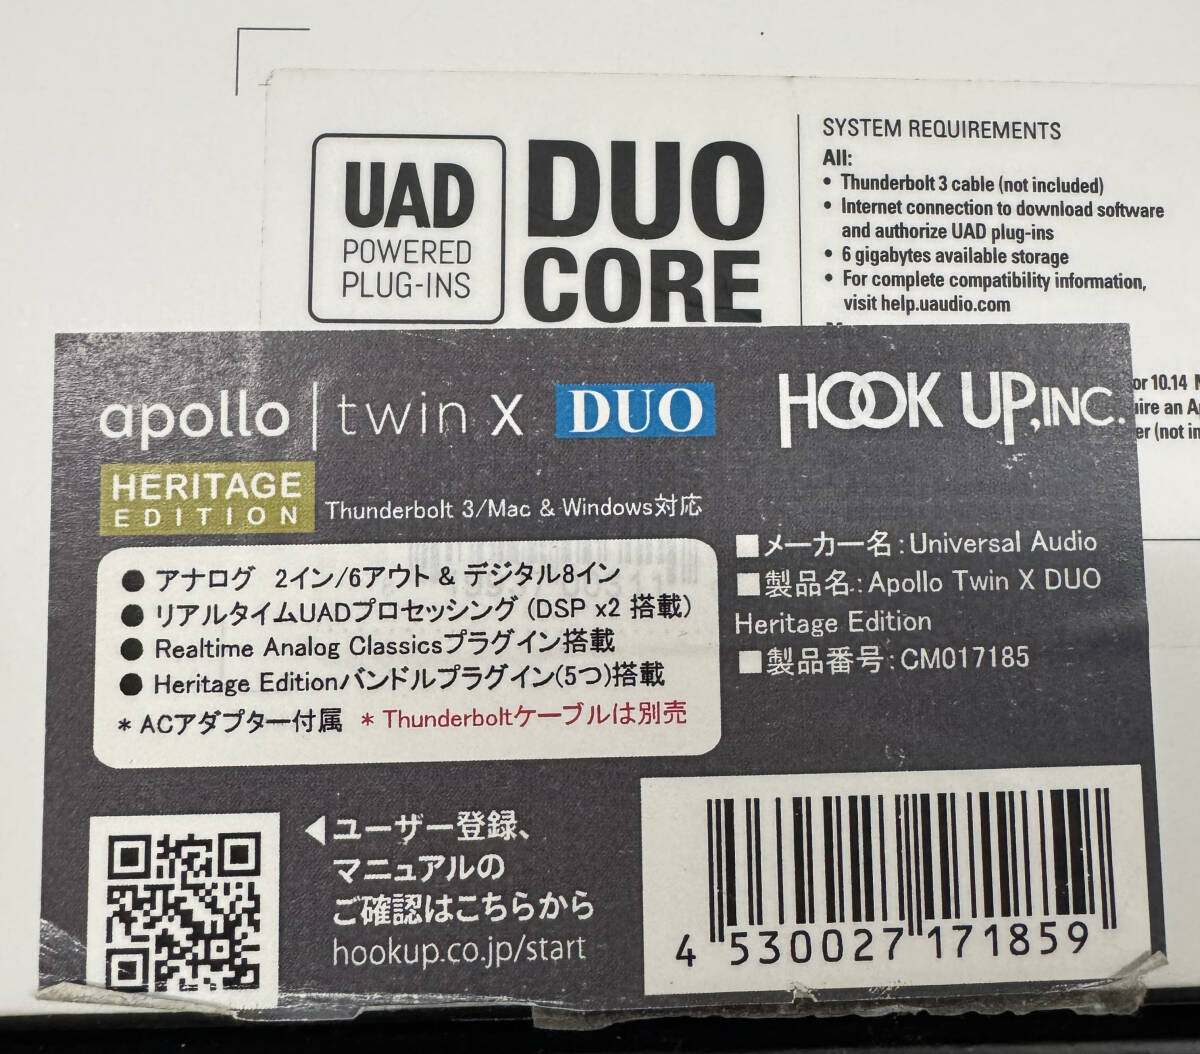 UAD
POWERED
PLUG-INS
DUO
CORE
SYSTEM REQUIREMENTS
All:
• Thunderbolt 3 cable (not included)
• Internet connection to download software
and authorize UAD plug-ins
• 6 gigabytes available storage
• For complete compatibility information,
visit help.uaudio.com
or 10.14
er (not in
apollo | twin X DUO
HERITAGE
EDITION
Thunderbolt 3/Mac & Windows対応
● アナログ 2イン/6アウト & デジタル8イン
● リアルタイムUADプロセッシング (DSP x2 搭載)
● Realtime Analog Classicsプラグイン搭載
● Heritage Editionバンドルプラグイン(5つ)搭載
* ACアダプター付属 * Thunderboltケーブルは別売
HOOK UP, INC.
■メーカー名:Universal Audio
■製品名:Apollo Twin X DUO
Heritage Edition
■製品番号:CM017185
◀ユーザー登録、
マニュアルの
ご確認はこちらから
hookup.co.jp/start
4 530027 171859